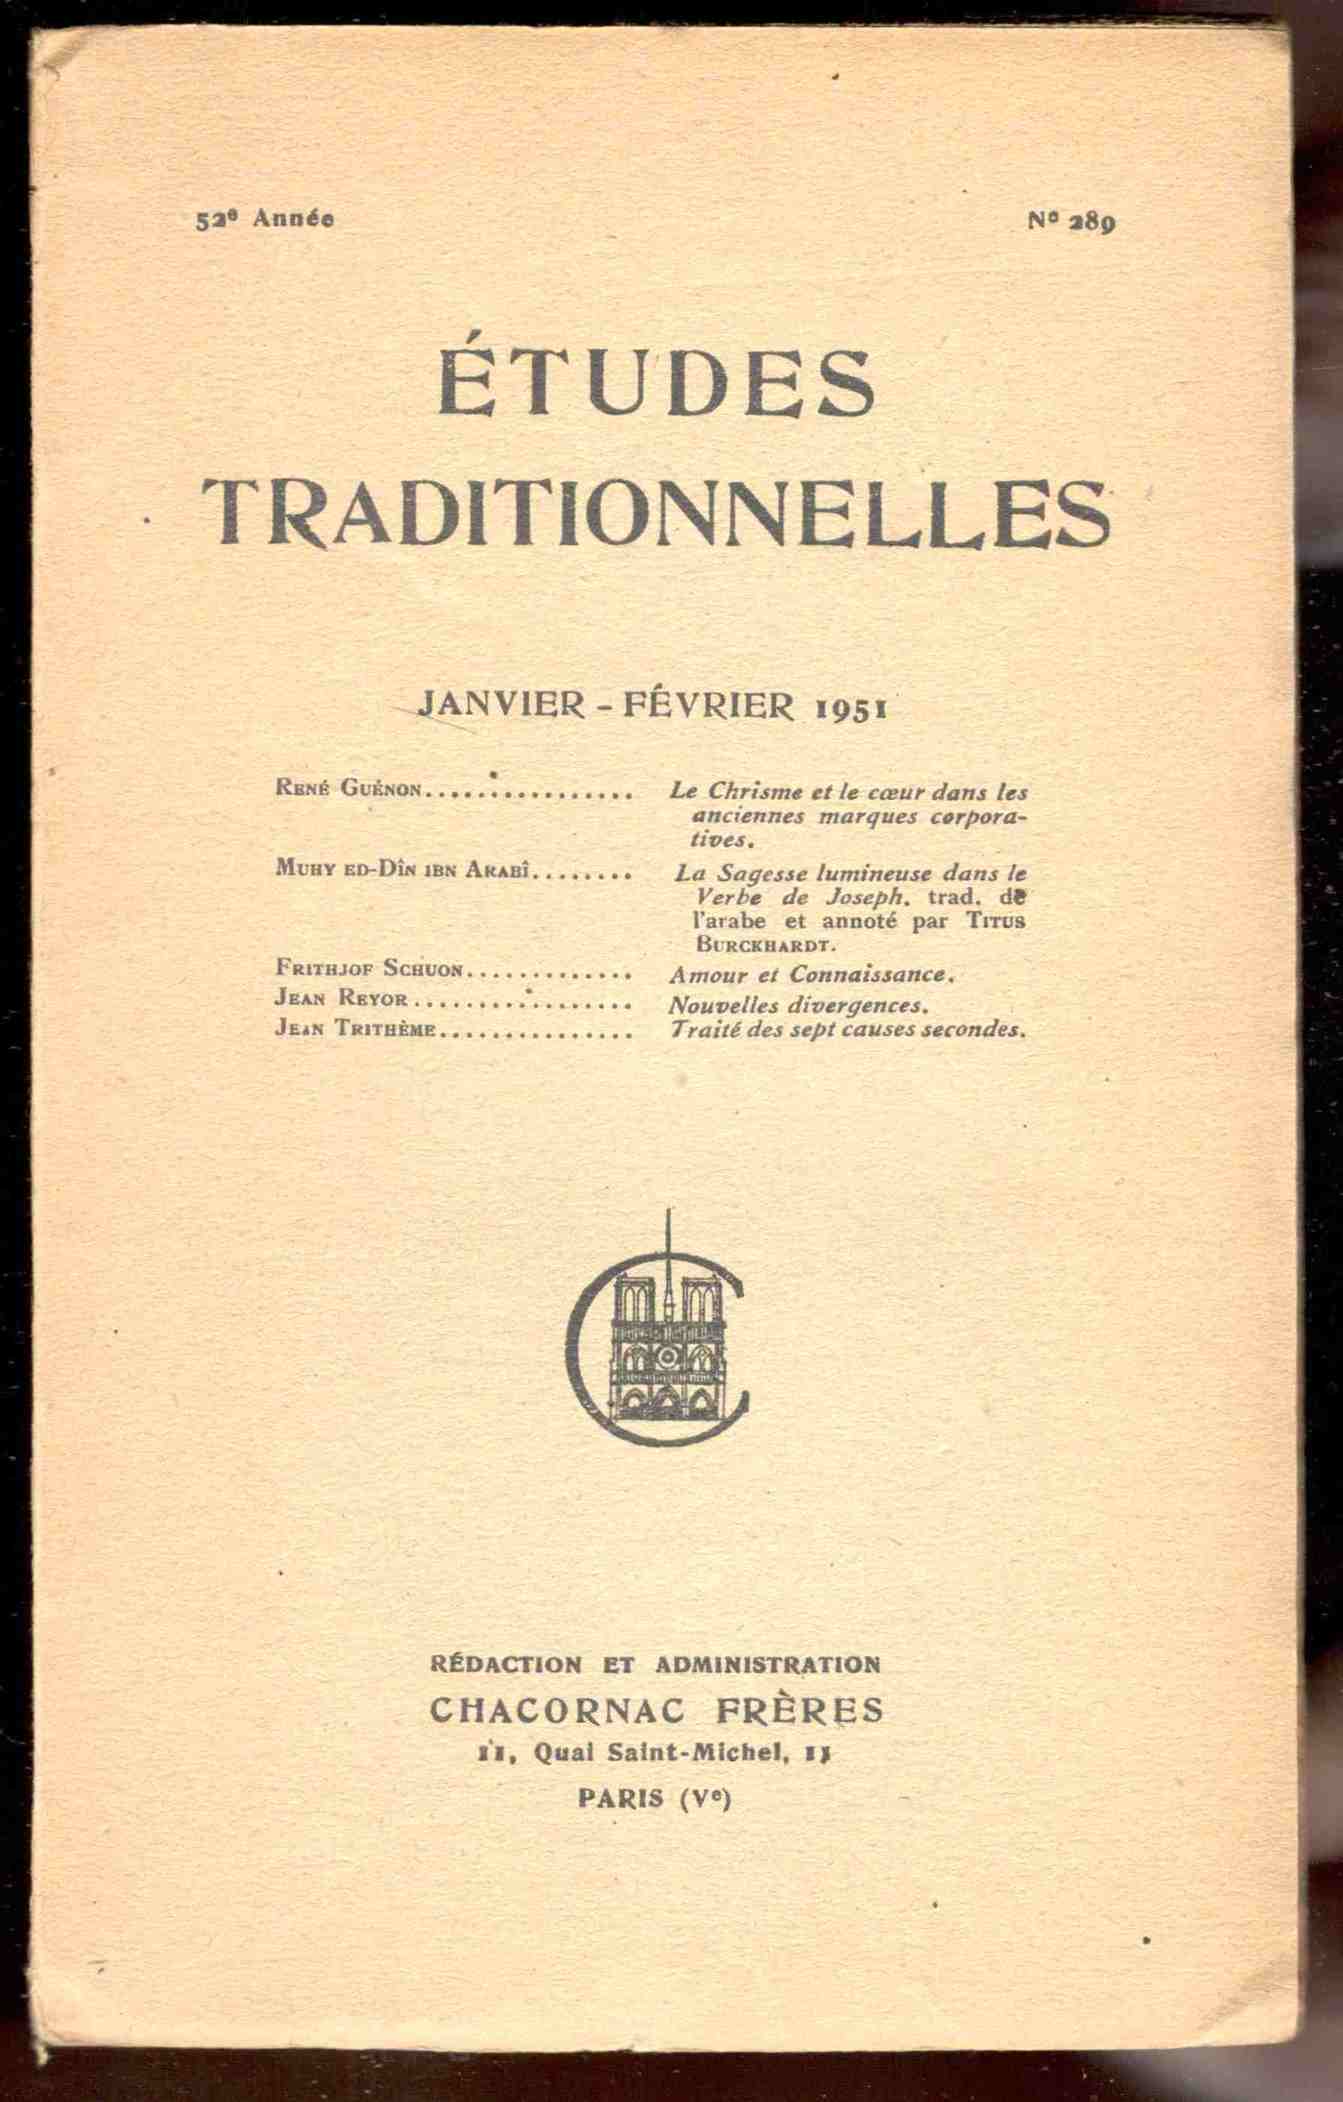 52e Année
Nº 289
ÉTUDES
TRADITIONNELLES
JANVIER - FÉVRIER 1951
RENÉ GUÉNON................ Le Chrisme et le cœur dans les
anciennes marques corpora-
tives.
MUHY ED-DÎN IBN ARABÎ........ La Sagesse lumineuse dans le
Verbe de Joseph. trad. de
l'arabe et annoté par TITUS
BURCKHARDT.
FRITHJOF SCHUON............. Amour et Connaissance.
JEAN REYOR................. Nouvelles divergences.
JEAN TRITHÈME............... Traité des sept causes secondes.
C
RÉDACTION ET ADMINISTRATION
CHACORNAC FRÈRES
11, Quai Saint-Michel, 11
PARIS (Ve)